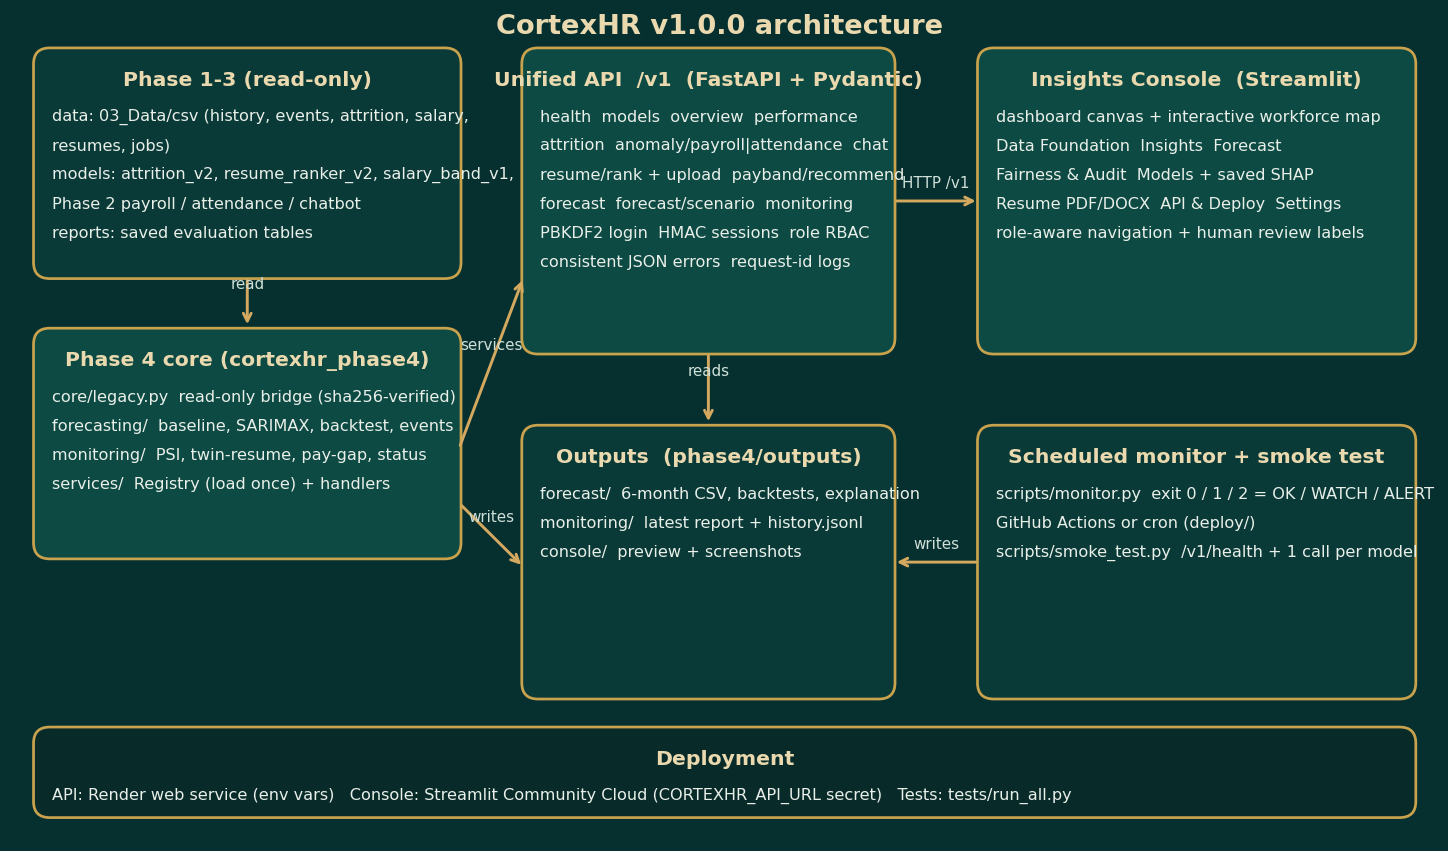 CortexHR v1.0.0 architecture
Phase 1-3 (read-only)
data: 03_Data/csv (history, events, attrition, salary,
resumes, jobs)
models: attrition_v2, resume_ranker_v2, salary_band_v1,
Phase 2 payroll / attendance / chatbot
reports: saved evaluation tables
read
Phase 4 core (cortexhr_phase4)
core/legacy.py  read-only bridge (sha256-verified)
forecasting/  baseline, SARIMAX, backtest, events
monitoring/  PSI, twin-resume, pay-gap, status
services/  Registry (load once) + handlers
services
writes
Unified API  /v1  (FastAPI + Pydantic)
health  models  overview  performance
attrition  anomaly/payroll|attendance  chat
resume/rank + upload  payband/recommend
forecast  forecast/scenario  monitoring
PBKDF2 login  HMAC sessions  role RBAC
consistent JSON errors  request-id logs
HTTP /v1
reads
Insights Console  (Streamlit)
dashboard canvas + interactive workforce map
Data Foundation  Insights  Forecast
Fairness & Audit  Models + saved SHAP
Resume PDF/DOCX  API & Deploy  Settings
role-aware navigation + human review labels
Outputs  (phase4/outputs)
forecast/  6-month CSV, backtests, explanation
monitoring/  latest report + history.jsonl
console/  preview + screenshots
writes
Scheduled monitor + smoke test
scripts/monitor.py  exit 0 / 1 / 2 = OK / WATCH / ALERT
GitHub Actions or cron (deploy/)
scripts/smoke_test.py  /v1/health + 1 call per model
Deployment
API: Render web service (env vars)   Console: Streamlit Community Cloud (CORTEXHR_API_URL secret)   Tests: tests/run_all.py